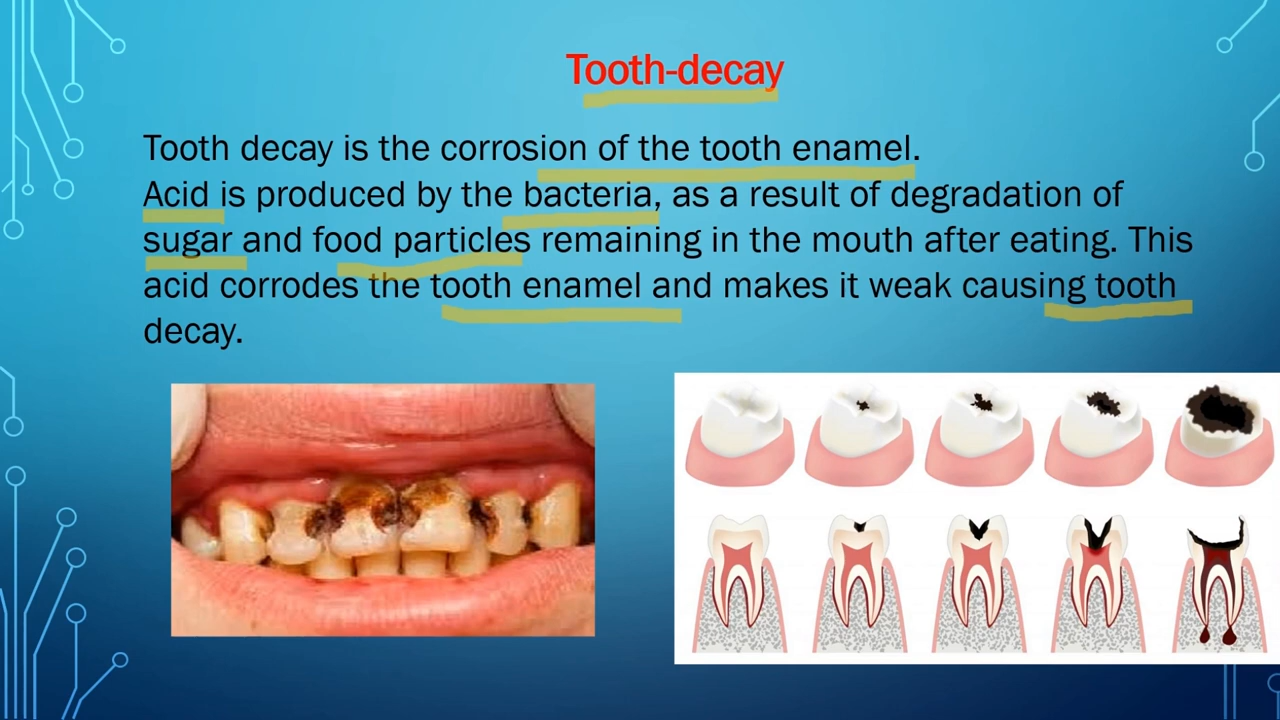 Tooth-decay
Tooth decay is the corrosion of the tooth enamel.
Acid is produced by the bacteria, as a result of degradation of
sugar and food particles remaining in the mouth after eating. This
acid corrodes the tooth enamel and makes it weak causing tooth
decay.